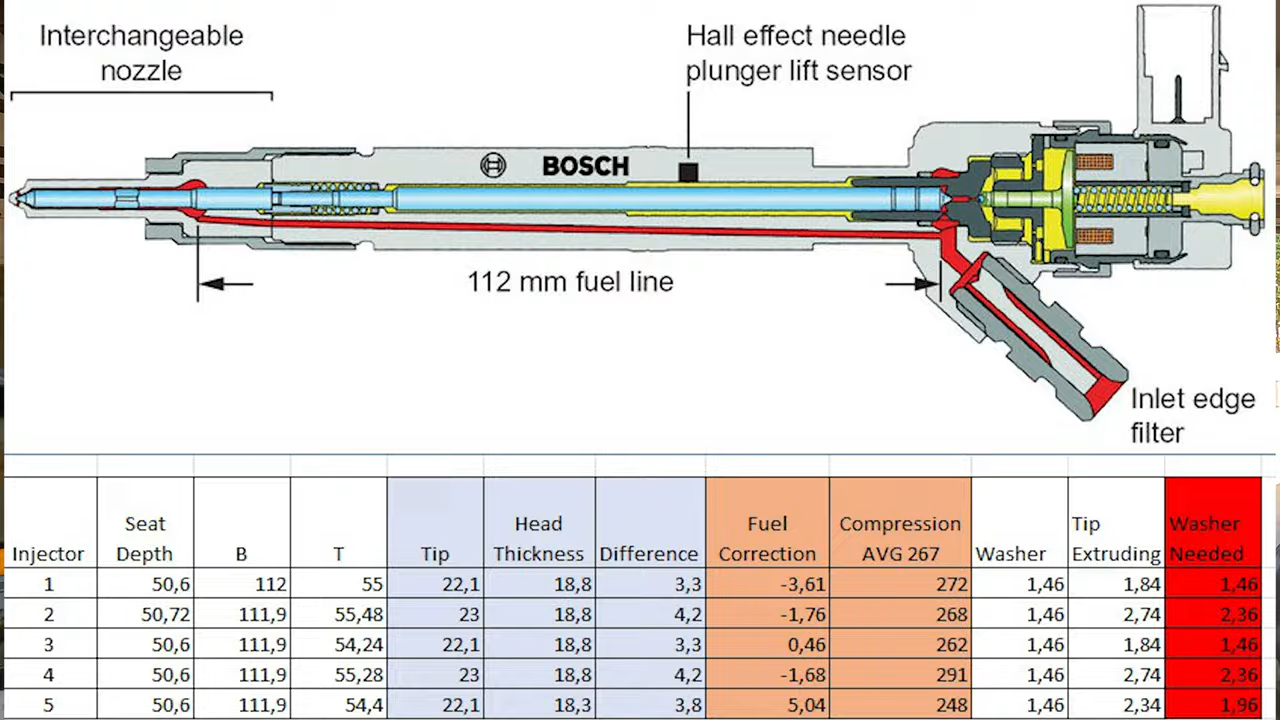 Interchangeable
nozzle
Hall effect needle
plunger lift sensor
BOSCH
112 mm fuel line
Inlet edge
filter
Injector Seat Depth B T Tip Head Thickness Difference Fuel Correction Compression AVG 267 Washer Tip Extruding Washer Needed
1 50,6 112 55 22,1 18,8 3,3 -3,61 272 1,46 1,84 1,46
2 50,72 111,9 55,48 23 18,8 4,2 -1,76 268 1,46 2,74 2,36
3 50,6 111,9 54,24 22,1 18,8 3,3 0,46 262 1,46 1,84 1,46
4 50,6 111,9 55,28 23 18,8 4,2 -1,68 291 1,46 2,74 2,36
5 50,6 111,9 54,4 22,1 18,3 3,8 5,04 248 1,46 2,34 1,96